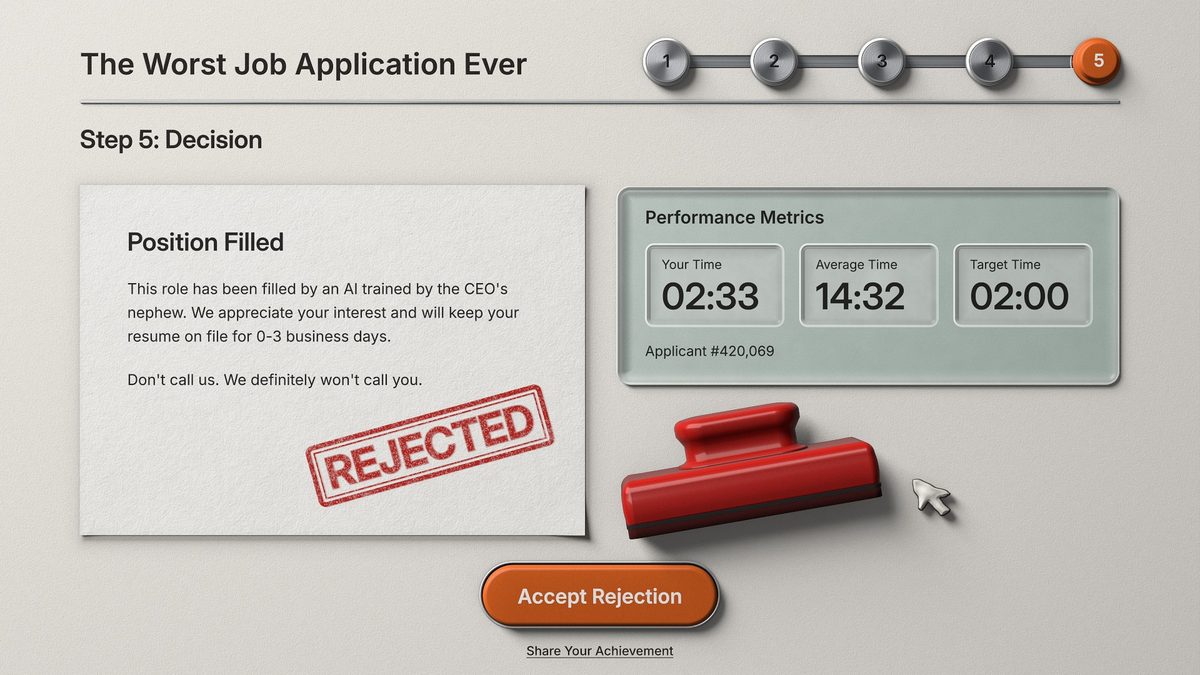 The Worst Job Application Ever
1 2 3 4 5
Step 5: Decision
Position Filled
This role has been filled by an AI trained by the CEO's
nephew. We appreciate your interest and will keep your
resume on file for 0-3 business days.
Don't call us. We definitely won't call you.
REJECTED
Performance Metrics
Your Time
02:33
Average Time
14:32
Target Time
02:00
Applicant #420,069
Accept Rejection
Share Your Achievement